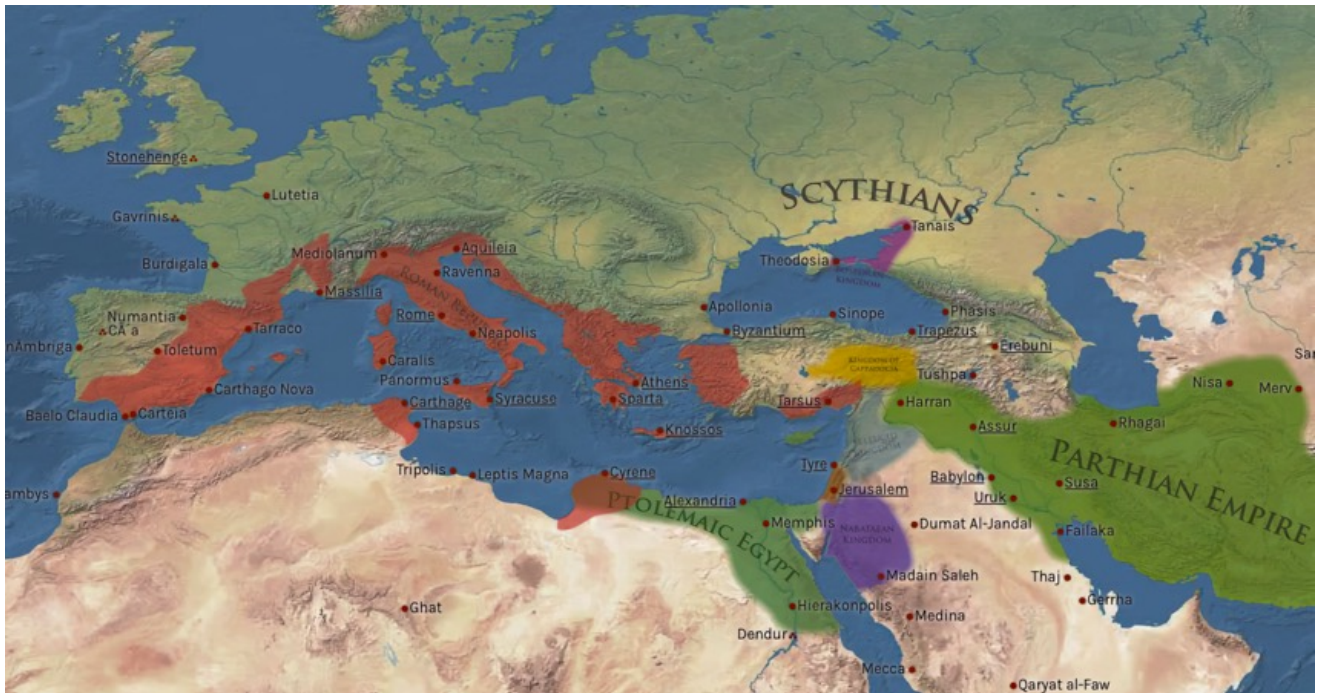 SCYTHIANS
Stonehenge
Lutetia
Gavrinis
Tanais
Mediolanum
Aquileia
Burdigala
Ravenna
Theodosia
KINGDOM
Massilia
ROMAN
Numantia
Rome
Apollonia
Sinope
Phasis
Tarraco
Neapolis
Byzantium
Trapezus
Toletum
Erebuni
Caralis
KINGDOM OF
CAPPADOCIA
Panormus
Athens
Tushpa
Nisa
Merv
Carthago Nova
Baelo Claudia
Carteia
Carthage
Syracuse
Sparta
Tarsus
Harran
Thapsus
Knossos
Assur
Rhagai
PARTHIAN EMPIRE
Tripolis
Leptis Magna
Cyrene
Tyre
Babylon
Susa
Jerusalem
Uruk
PTOLEMAIC EGYPT
Alexandria
Memphis
NABATAEAN
KINGDOM
Dumat Al-Jandal
Failaka
Madain Saleh
Thaj
Ghat
Hierakonpolis
Gerrha
Medina
Dendur
Mecca
Qaryat al-Faw